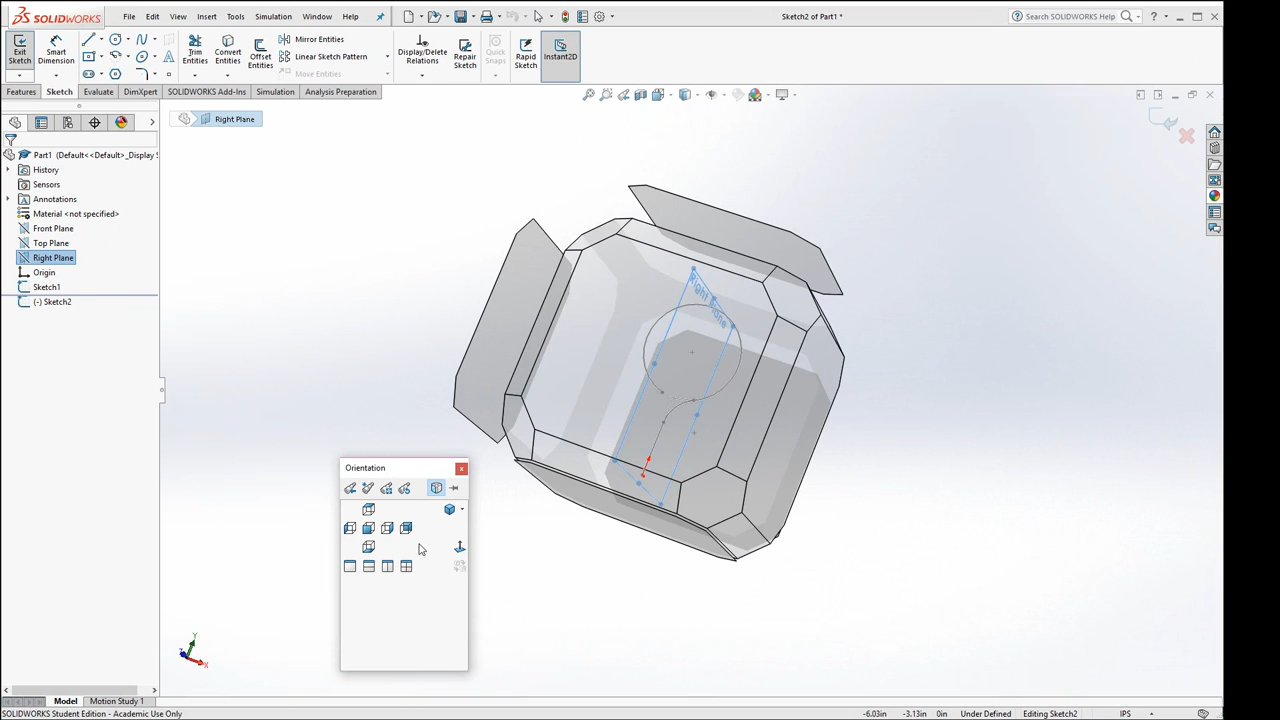 SOLIDWORKS
File Edit View Insert Tools Simulation Window Help
Sketch2 of Part1 *
Search SOLIDWORKS Help
Exit Sketch
Smart Dimension
Trim Entities
Convert Entities
Offset Entities
Mirror Entities
Linear Sketch Pattern
Move Entities
Display/Delete Relations
Repair Sketch
Quick Snaps
Rapid Sketch
Instant2D
Features Sketch Evaluate DimXpert SOLIDWORKS Add-Ins Simulation Analysis Preparation
Right Plane
Part1 (Default<<Default>_Display S
History
Sensors
Annotations
Material <not specified>
Front Plane
Top Plane
Right Plane
Origin
Sketch1
(-) Sketch2
Right Plane
Orientation
Y
Z
X
Model Motion Study 1
SOLIDWORKS Student Edition - Academic Use Only
-6.03in -3.13in 0in Under Defined Editing Sketch2 IPS